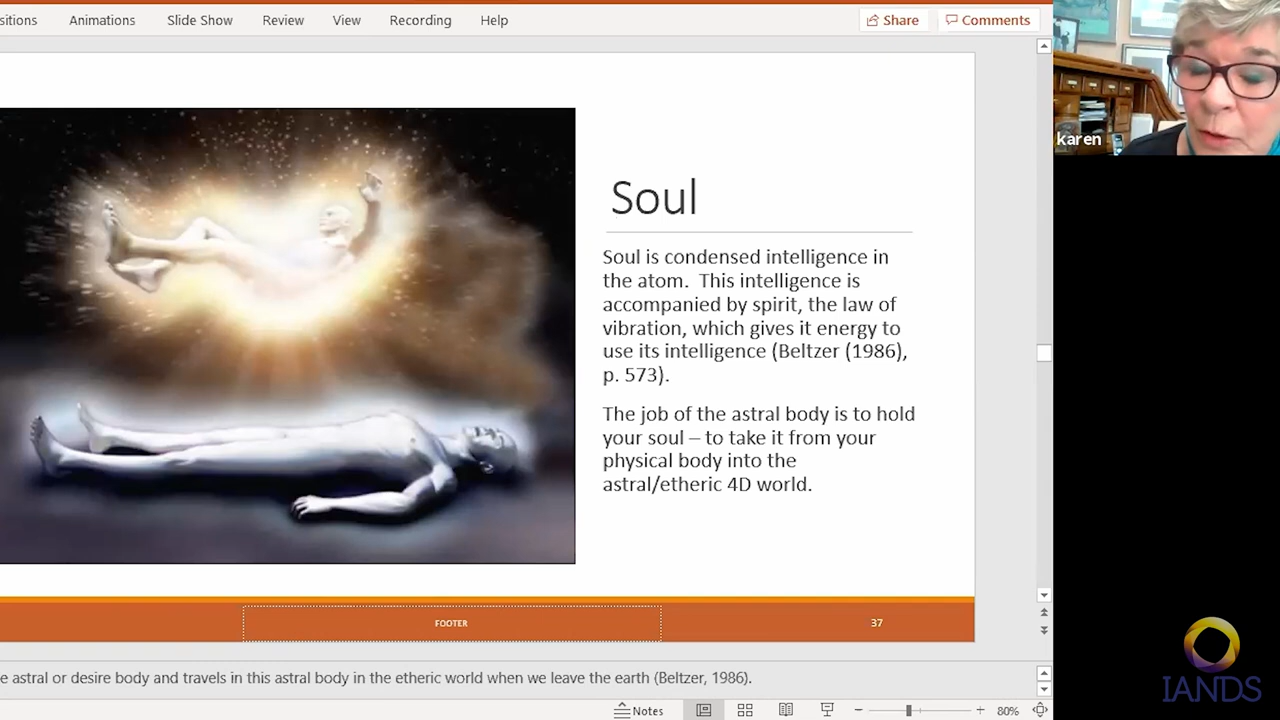 sitions Animations Slide Show Review View Recording Help Share Comments
karen
Soul
Soul is condensed intelligence in
the atom. This intelligence is
accompanied by spirit, the law of
vibration, which gives it energy to
use its intelligence (Beltzer (1986),
p. 573).
The job of the astral body is to hold
your soul – to take it from your
physical body into the
astral/etheric 4D world.
FOOTER 37
e astral or desire body and travels in this astral body in the etheric world when we leave the earth (Beltzer, 1986).
Notes 80%
IANDS